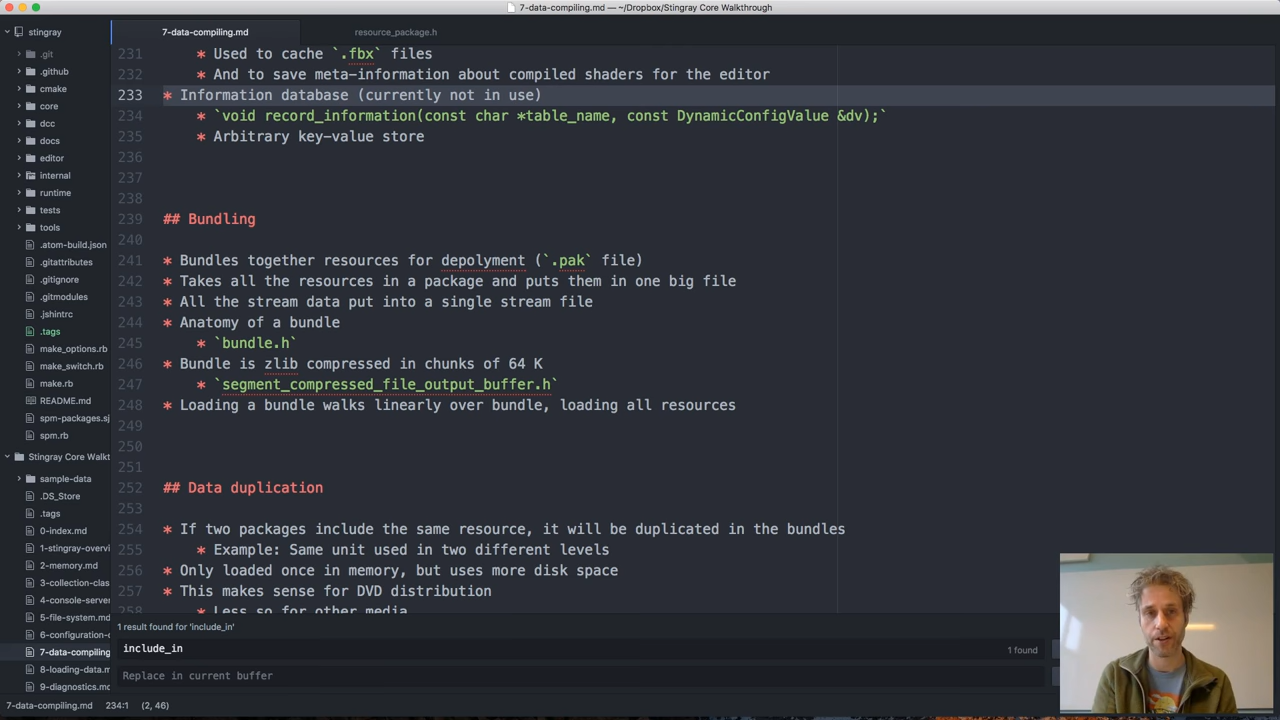 7-data-compiling.md — ~/Dropbox/Stingray Core Walkthrough
stingray
7-data-compiling.md
resource_package.h
.git
.github
cmake
core
dcc
docs
editor
internal
runtime
tests
tools
.atom-build.json
.gitattributes
.gitignore
.gitmodules
.jshintrc
.tags
make_options.rb
make_switch.rb
make.rb
README.md
spm-packages.sj
spm.rb
Stingray Core Walkt
sample-data
.DS_Store
.tags
0-index.md
1-stingray-overvi
2-memory.md
3-collection-clas
4-console-server
5-file-system.md
6-configuration-d
7-data-compiling
8-loading-data.m
9-diagnostics.md
231 * Used to cache `.fbx` files
232 * And to save meta-information about compiled shaders for the editor
233 * Information database (currently not in use)
234 * `void record_information(const char *table_name, const DynamicConfigValue &dv);`
235 * Arbitrary key-value store
236
237
238
239 ## Bundling
240
241 * Bundles together resources for depolyment (`.pak` file)
242 * Takes all the resources in a package and puts them in one big file
243 * All the stream data put into a single stream file
244 * Anatomy of a bundle
245 * `bundle.h`
246 * Bundle is zlib compressed in chunks of 64 K
247 * `segment_compressed_file_output_buffer.h`
248 * Loading a bundle walks linearly over bundle, loading all resources
249
250
251
252 ## Data duplication
253
254 * If two packages include the same resource, it will be duplicated in the bundles
255 * Example: Same unit used in two different levels
256 * Only loaded once in memory, but uses more disk space
257 * This makes sense for DVD distribution
258 * Less so for other media
1 result found for 'include_in'
include_in
1 found
Replace in current buffer
7-data-compiling.md 234:1 (2, 46)